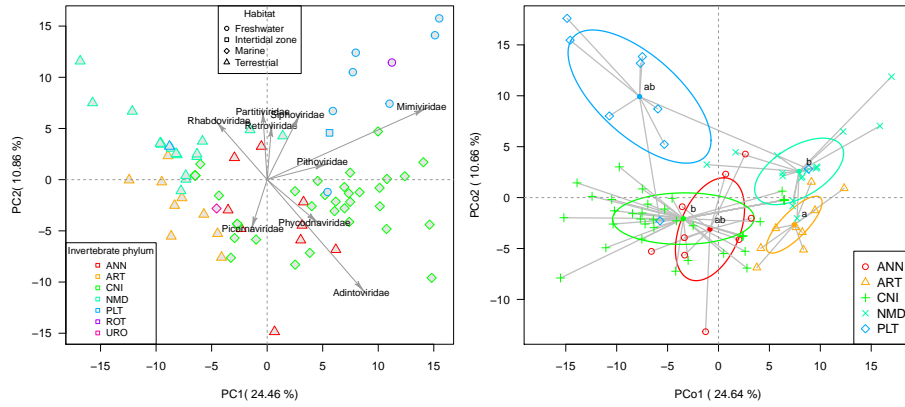 Habitat
Freshwater
Intertidal zone
Marine
Terrestrial
Partitiviridae
Siphoviridae
Mimiviridae
Rhabdoviridae
Retroviridae
Pithoviridae
Picornaviridae
Phycodnaviridae
Adintoviridae
Invertebrate phylum
ANN
ART
CNI
NMD
PLT
ROT
URO
PC2( 10.86 %)
15
10
5
0
−5
−10
−15
−15
−10
−5
0
5
10
15
PC1( 24.46 %)
PCo2 ( 10.66 %)
15
10
5
0
−5
−10
ab
b
b
ab
a
ANN
ART
CNI
NMD
PLT
−15
−10
−5
0
5
10
15
PCo1 ( 24.64 %)